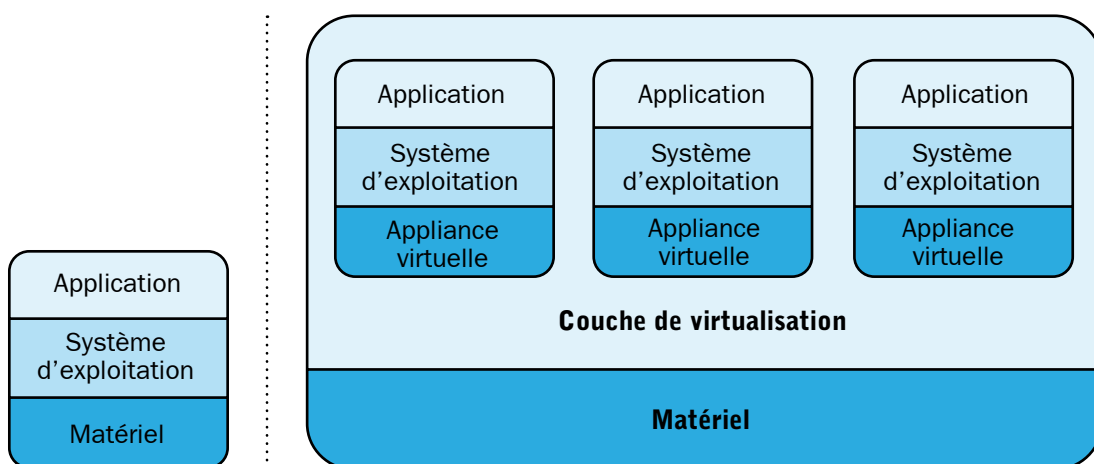 Application
Système
d’exploitation
Matériel
Application
Système
d’exploitation
Appliance
virtuelle
Application
Système
d’exploitation
Appliance
virtuelle
Application
Système
d’exploitation
Appliance
virtuelle
Couche de virtualisation
Matériel